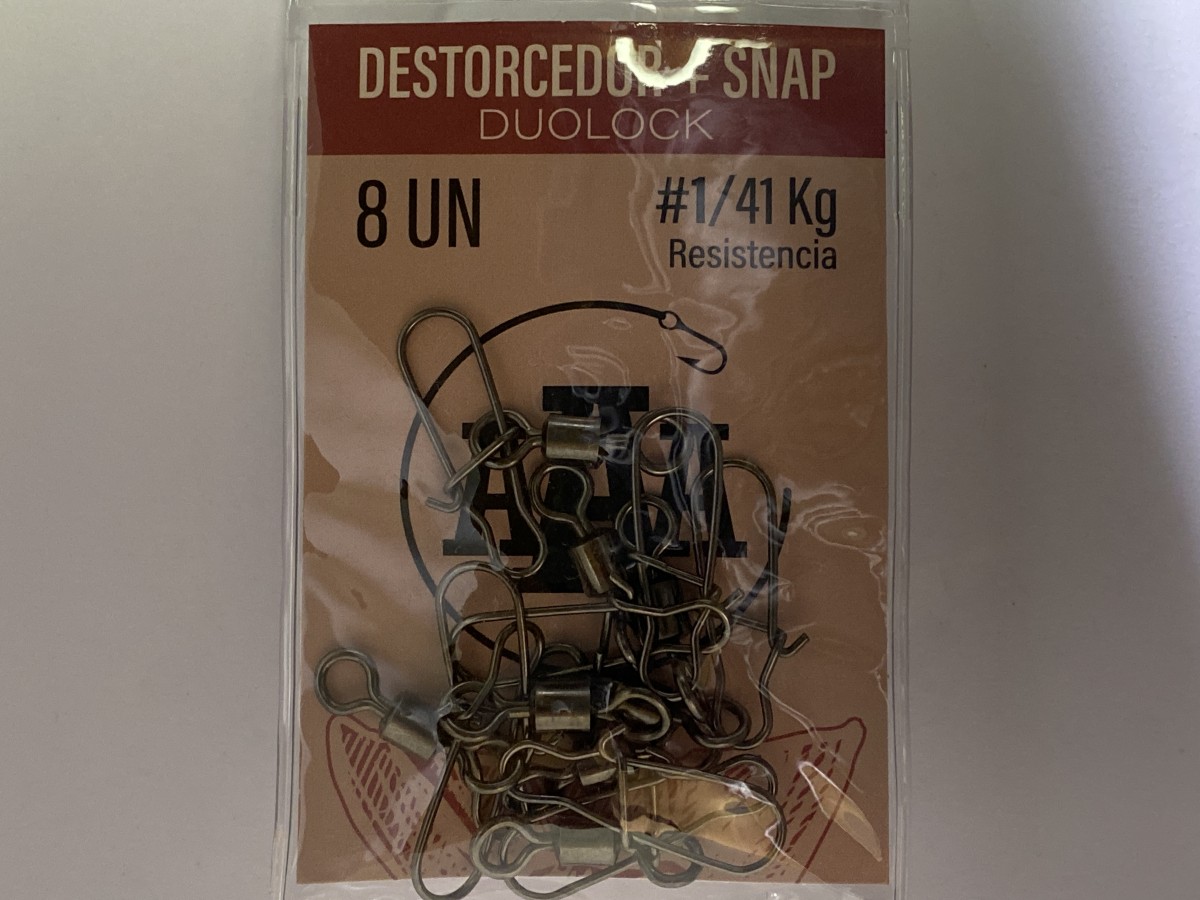 DESTORCEDOR + SNAP
DUOLOCK
8 UN
#1/41 Kg
Resistencia